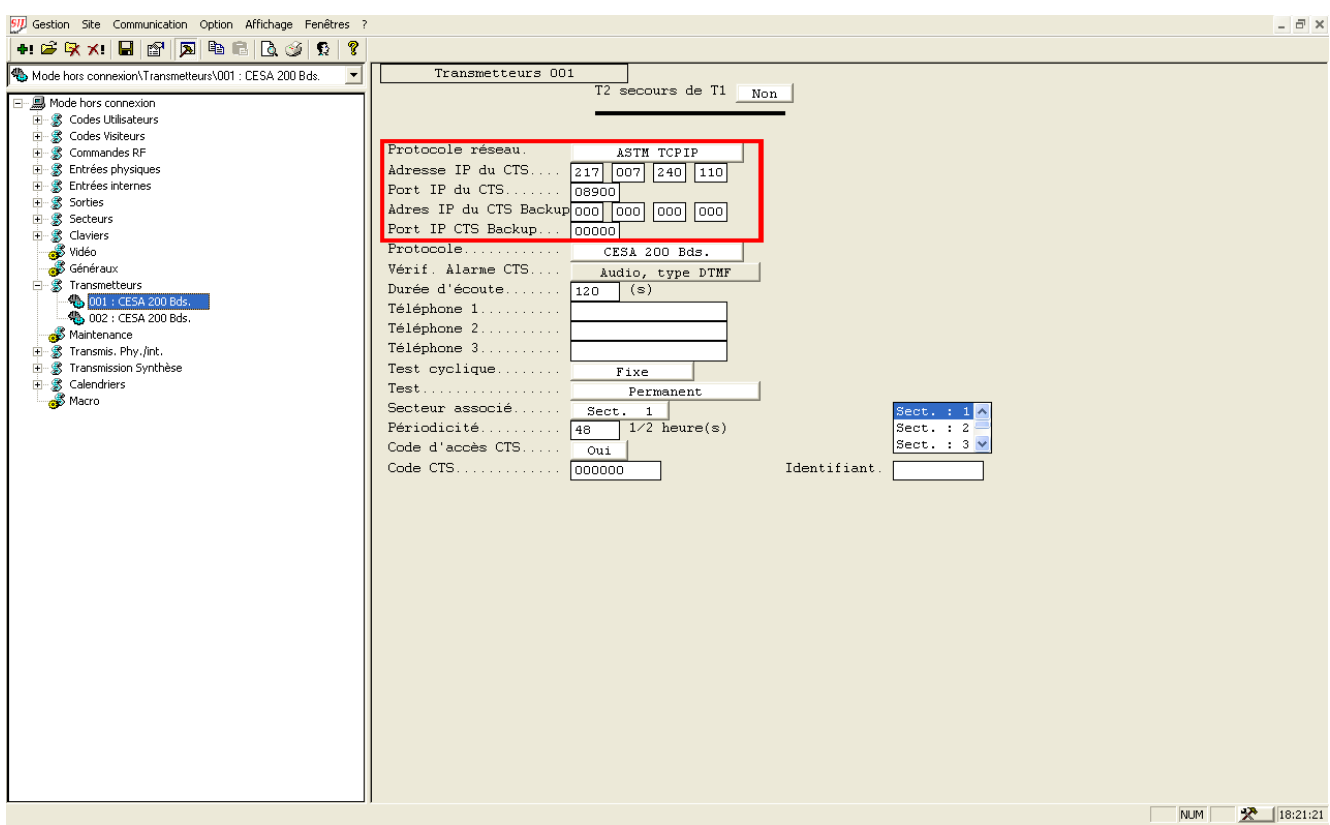 SIJ Gestion Site Communication Option Affichage Fenêtres ?
Mode hors connexion\Transmetteurs\001 : CESA 200 Bds.
Mode hors connexion
Codes Utilisateurs
Codes Visiteurs
Commandes RF
Entrées physiques
Entrées internes
Sorties
Secteurs
Claviers
Vidéo
Généraux
Transmetteurs
001 : CESA 200 Bds.
002 : CESA 200 Bds.
Maintenance
Transmis. Phy./int.
Transmission Synthèse
Calendriers
Macro
Transmetteurs 001
T2 secours de T1 Non
Protocole réseau. ASTM TCPIP
Adresse IP du CTS.... 217 007 240 110
Port IP du CTS....... 08900
Adres IP du CTS Backup 000 000 000 000
Port IP CTS Backup... 00000
Protocole............ CESA 200 Bds.
Vérif. Alarme CTS.... Audio, type DTMF
Durée d'écoute....... 120 (s)
Téléphone 1..........
Téléphone 2..........
Téléphone 3..........
Test cyclique........ Fixe
Test................. Permanent
Secteur associé...... Sect. 1
Périodicité.......... 48 1/2 heure(s)
Code d'accès CTS..... Oui
Code CTS............. 000000
Sect. : 1
Sect. : 2
Sect. : 3
Identifiant.
NUM 18:21:21